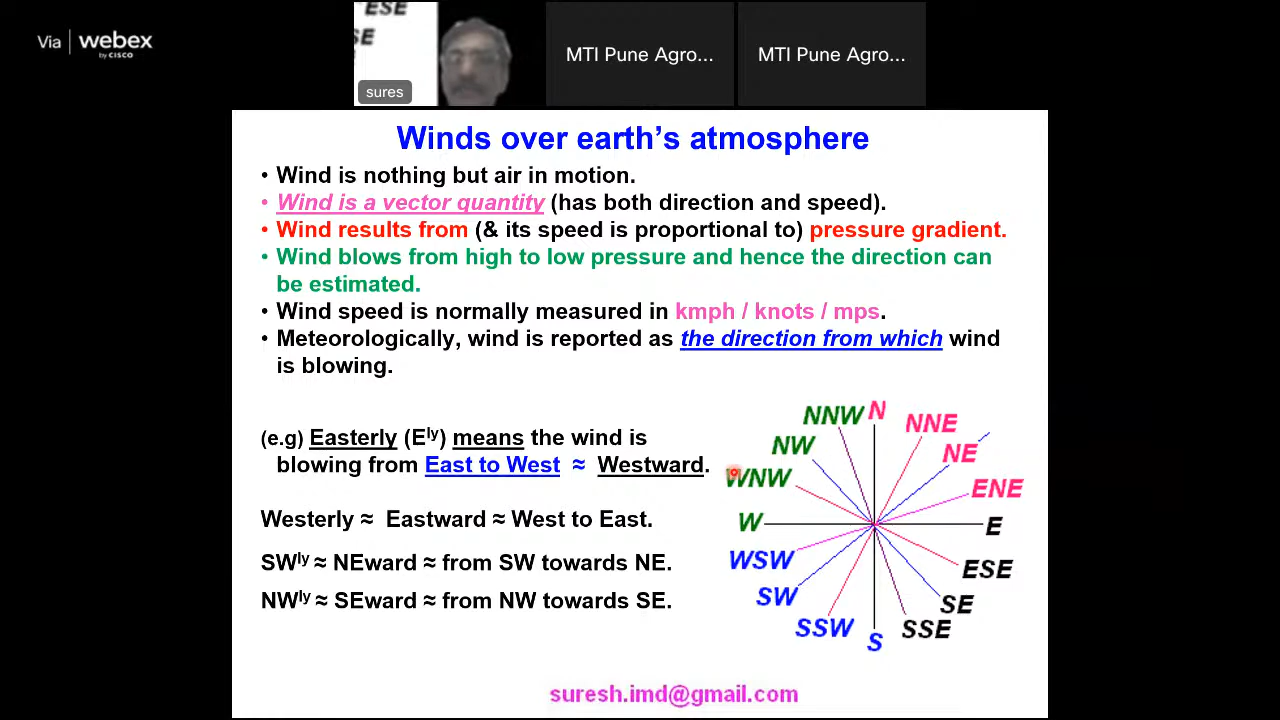 ESE
SE
Via | webex
by CISCO
sures
MTI Pune Agro...
MTI Pune Agro...
Winds over earth's atmosphere
• Wind is nothing but air in motion.
• Wind is a vector quantity (has both direction and speed).
• Wind results from (& its speed is proportional to) pressure gradient.
• Wind blows from high to low pressure and hence the direction can
be estimated.
• Wind speed is normally measured in kmph / knots / mps.
• Meteorologically, wind is reported as the direction from which wind
is blowing.
(e.g) Easterly (Ely) means the wind is
blowing from East to West ≈ Westward.
Westerly ≈ Eastward ≈ West to East.
SWly ≈ NEward ≈ from SW towards NE.
NWly ≈ SEward ≈ from NW towards SE.
NNW N NNE
NW NE
WNW ENE
W E
WSW ESE
SW SE
SSW S SSE
suresh.imd@gmail.com